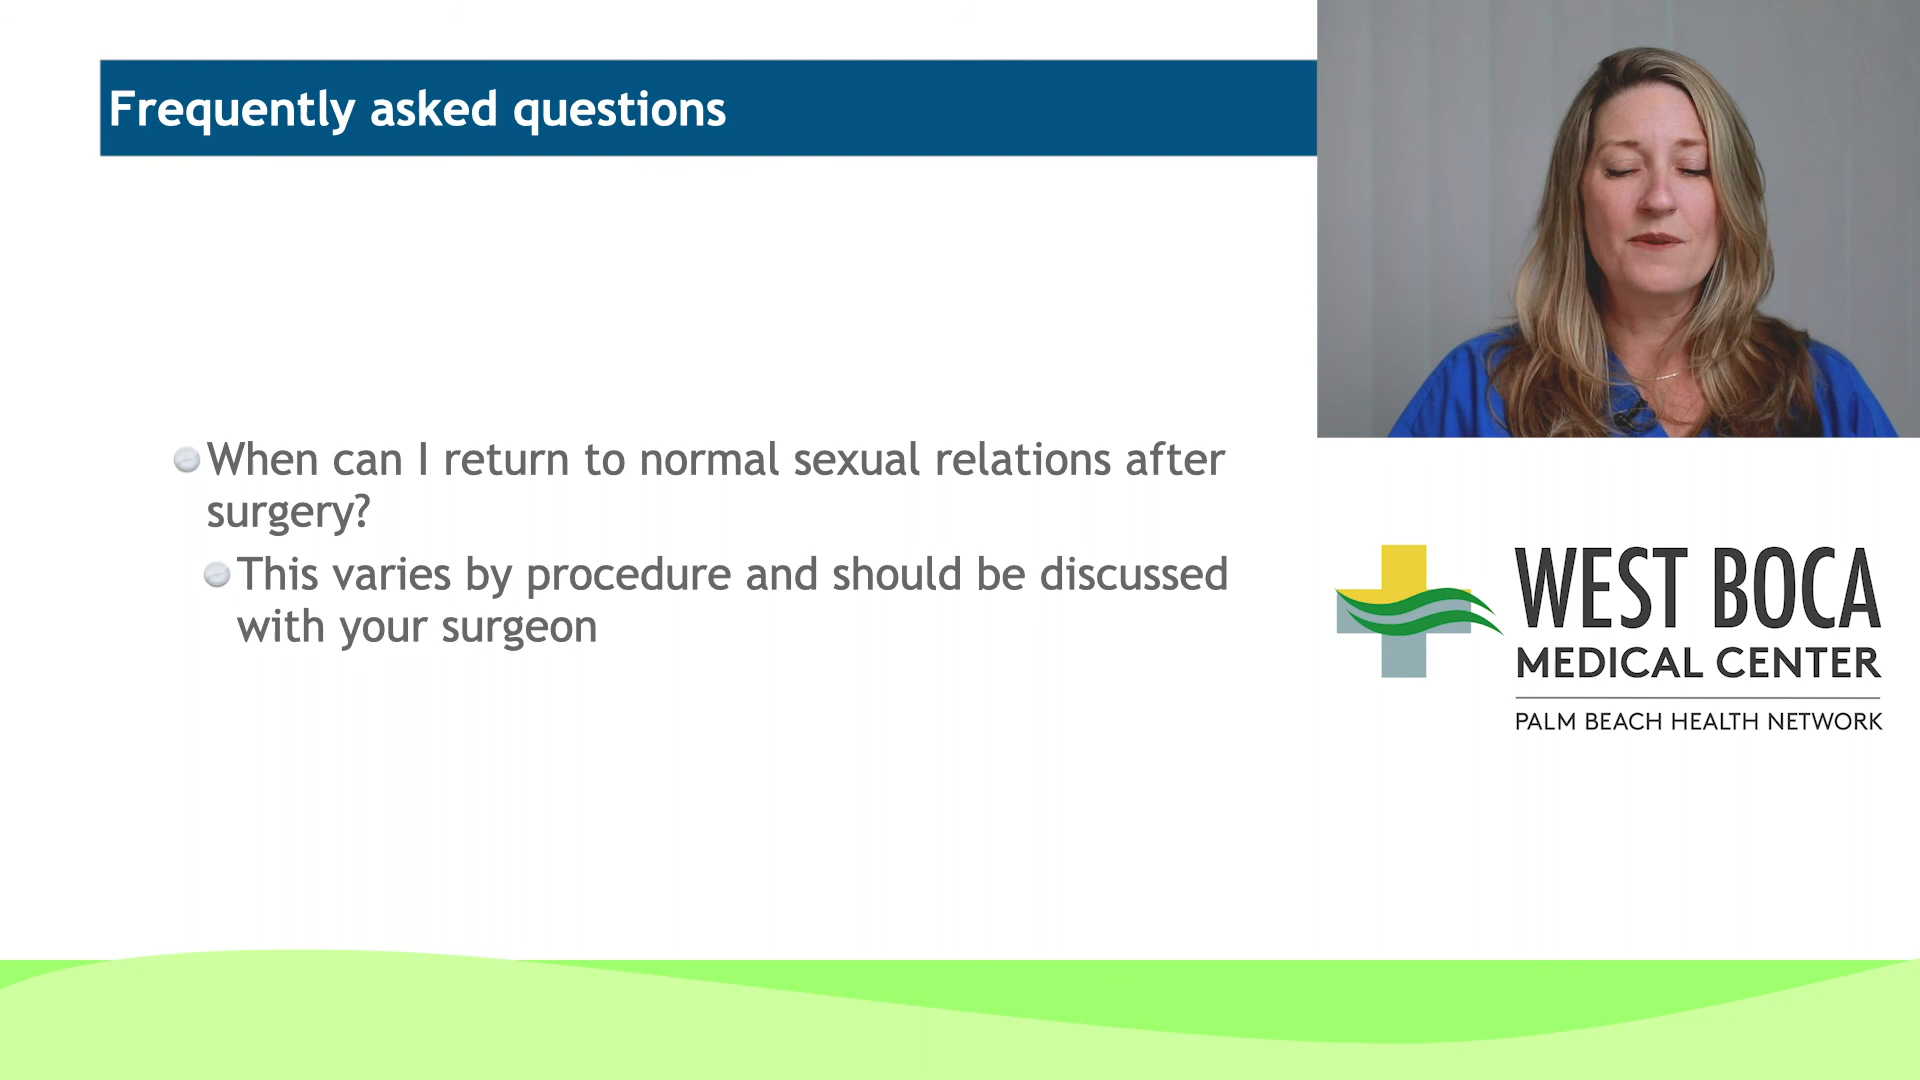 Frequently asked questions
When can I return to normal sexual relations after
surgery?
This varies by procedure and should be discussed
with your surgeon
WEST BOCA
MEDICAL CENTER
PALM BEACH HEALTH NETWORK